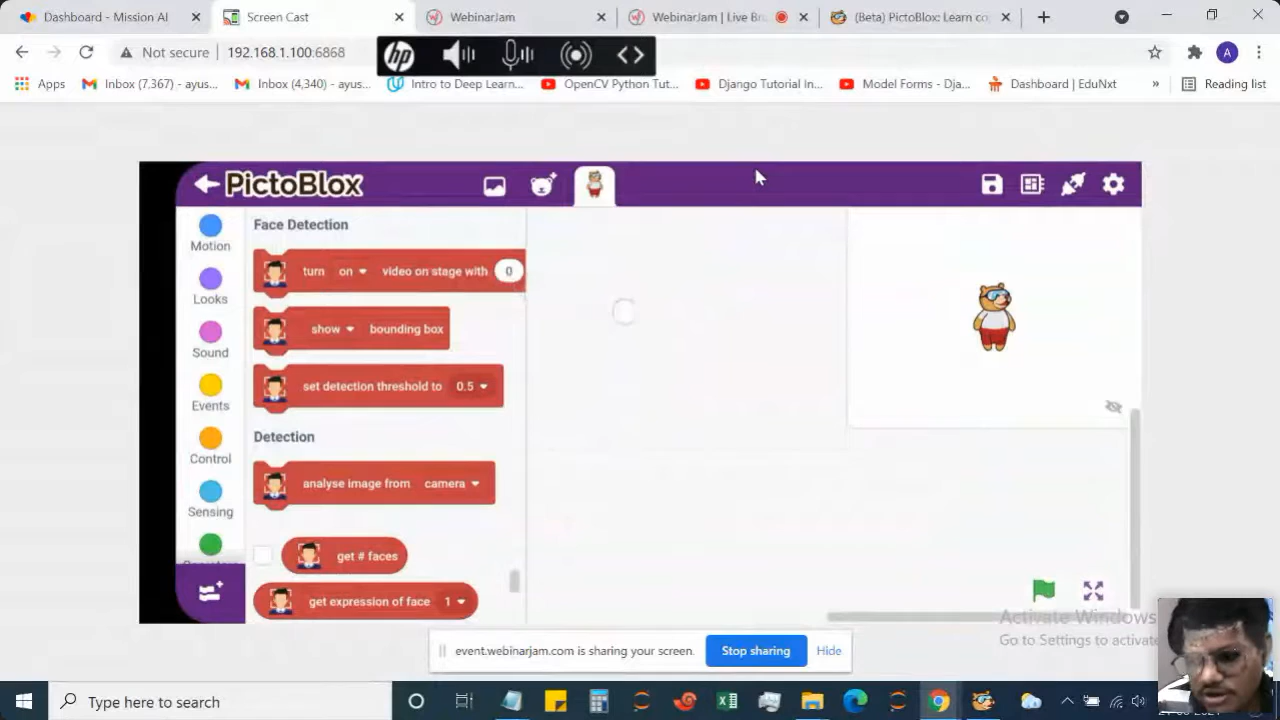 Dashboard - Mission AI
Screen Cast
WebinarJam
WebinarJam | Live Br
(Beta) PictoBlox: Learn co
Not secure
192.168.1.100:6868
hp
Apps
Inbox (7,367) - ayus...
Inbox (4,340) - ayus...
Intro to Deep Learn...
OpenCV Python Tut...
Django Tutorial In...
Model Forms - Dja...
Dashboard | EduNxt
»
Reading list
A
PictoBlox
Motion
Looks
Sound
Events
Control
Sensing
Face Detection
turn on video on stage with 0
show bounding box
set detection threshold to 0.5
Detection
analyse image from camera
get # faces
get expression of face 1
Activate Windows
Go to Settings to activate
event.webinarjam.com is sharing your screen.
Stop sharing
Hide
Type here to search